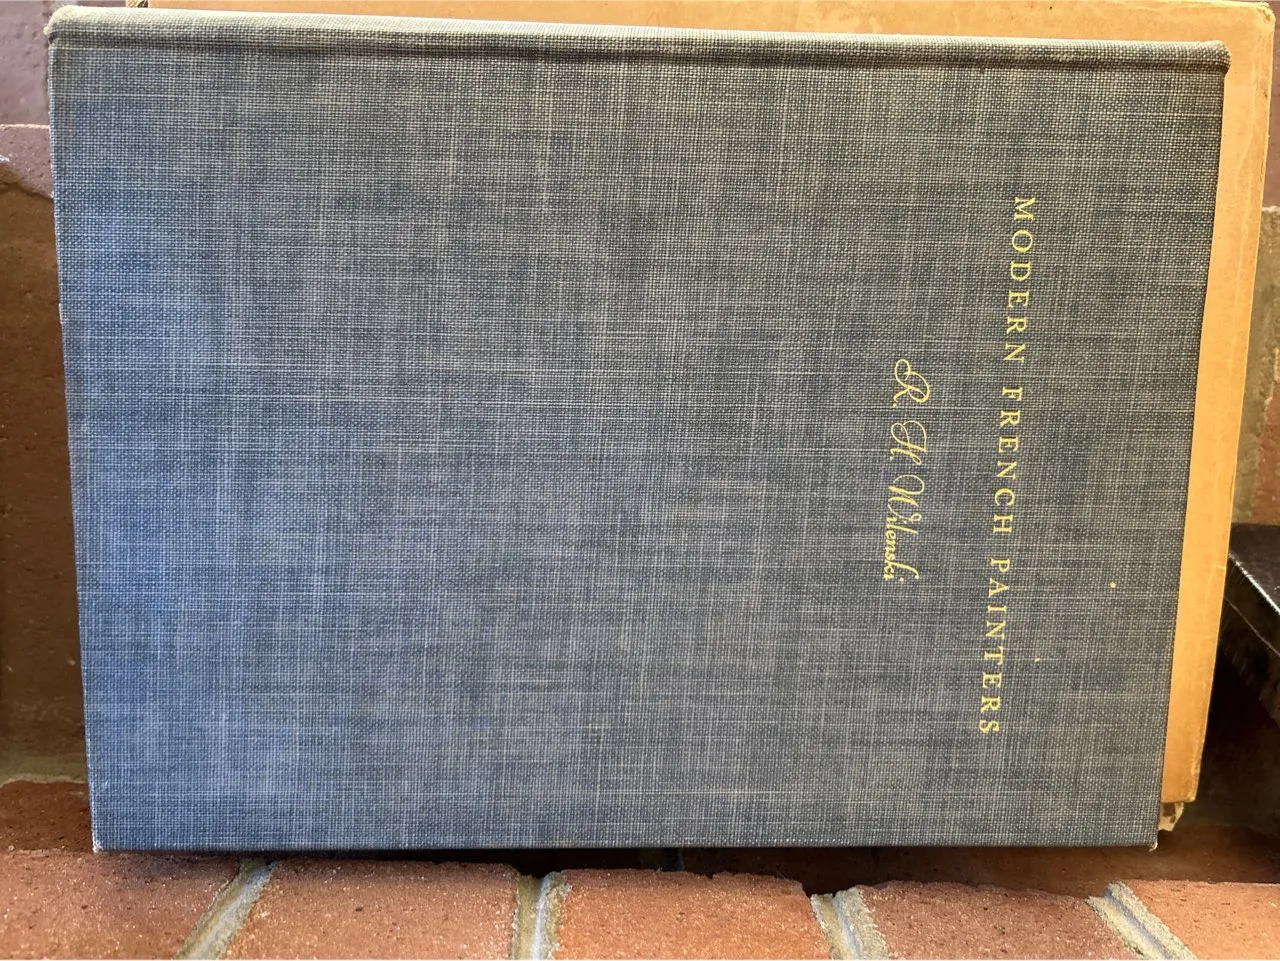 MODERN FRENCH PAINTERS
R. H. Wilenski